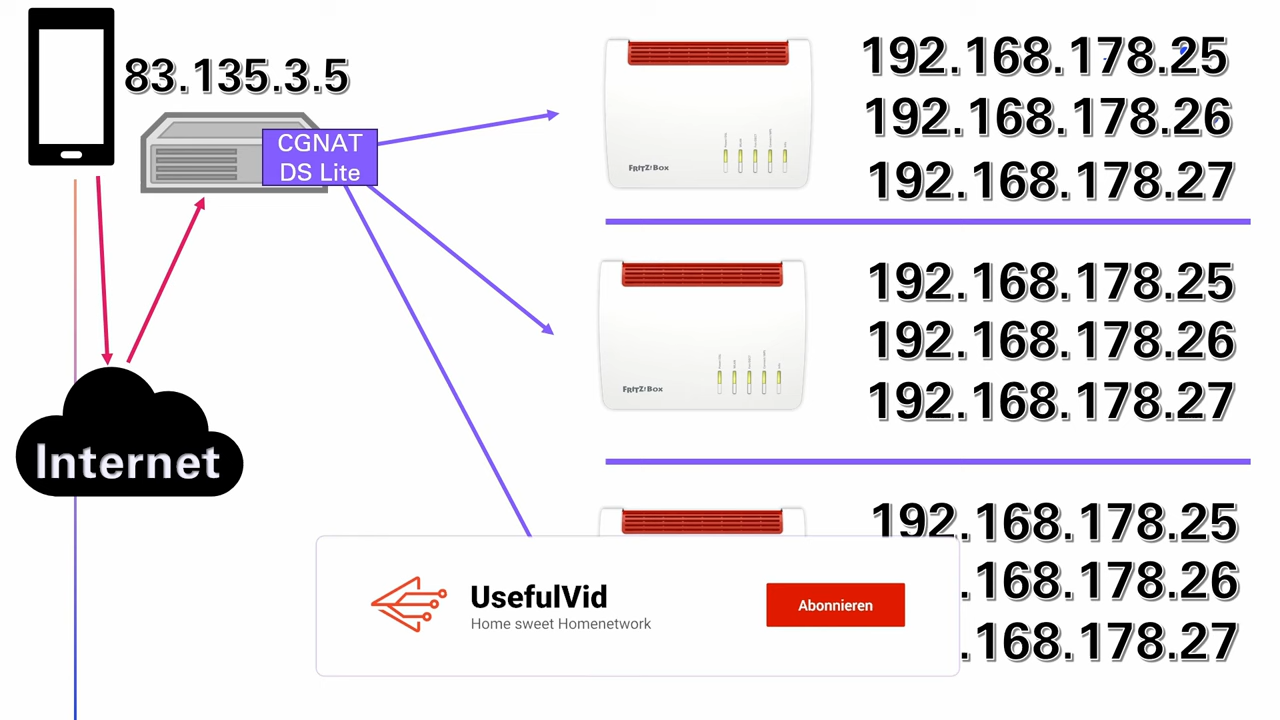 83.135.3.5
CGNAT
DS Lite
FRITZ!Box
192.168.178.25
192.168.178.26
192.168.178.27
FRITZ!Box
192.168.178.25
192.168.178.26
192.168.178.27
Internet
192.168.178.25
.168.178.26
.168.178.27
UsefulVid
Home sweet Homenetwork
Abonnieren